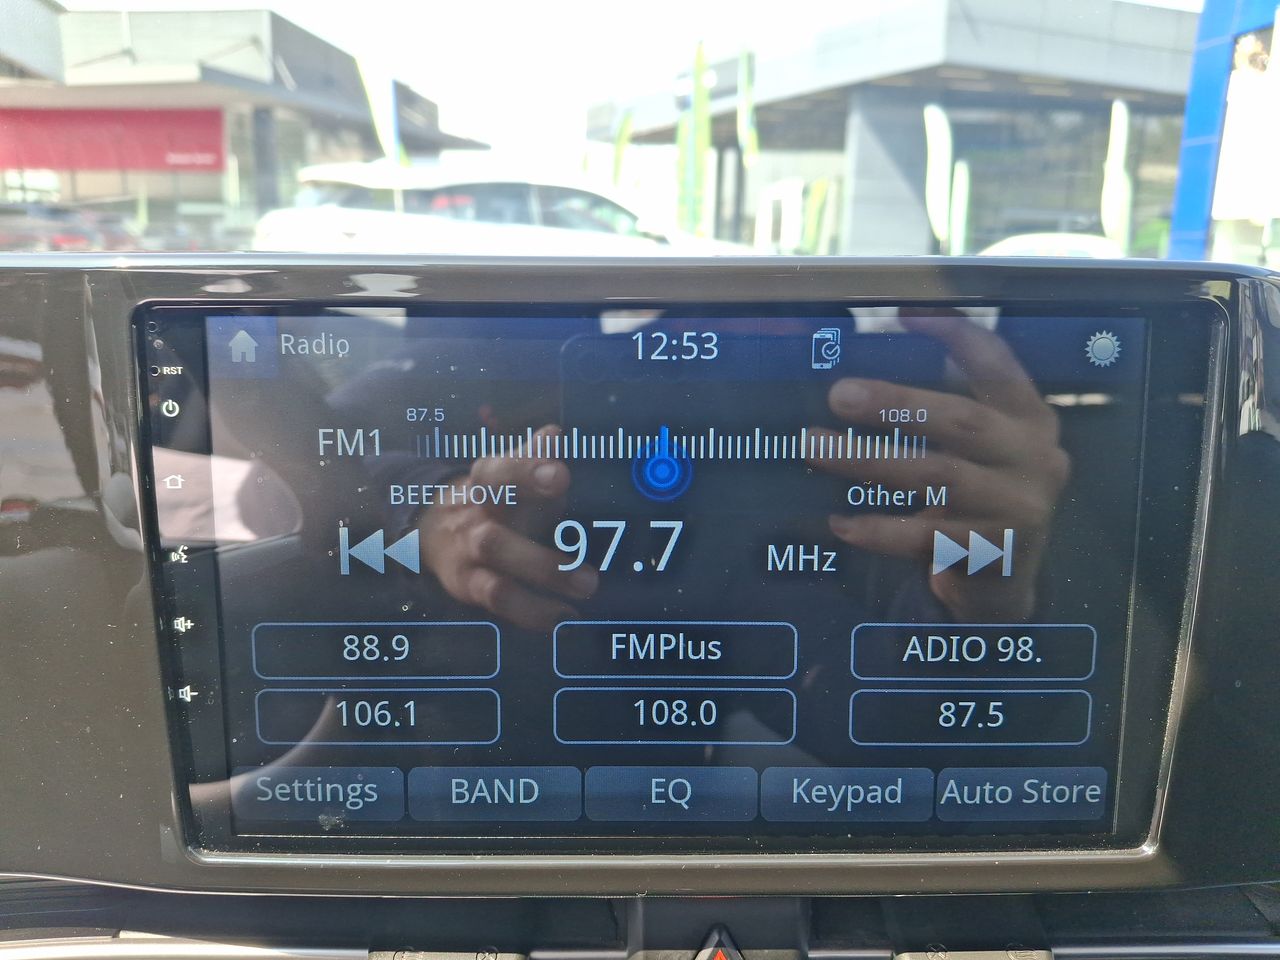 Radio 12:53
RST
87.5 108.0
FM1
BEETHOVE Other M
97.7 MHz
88.9 FMPlus ADIO 98.
106.1 108.0 87.5
Settings BAND EQ Keypad Auto Store